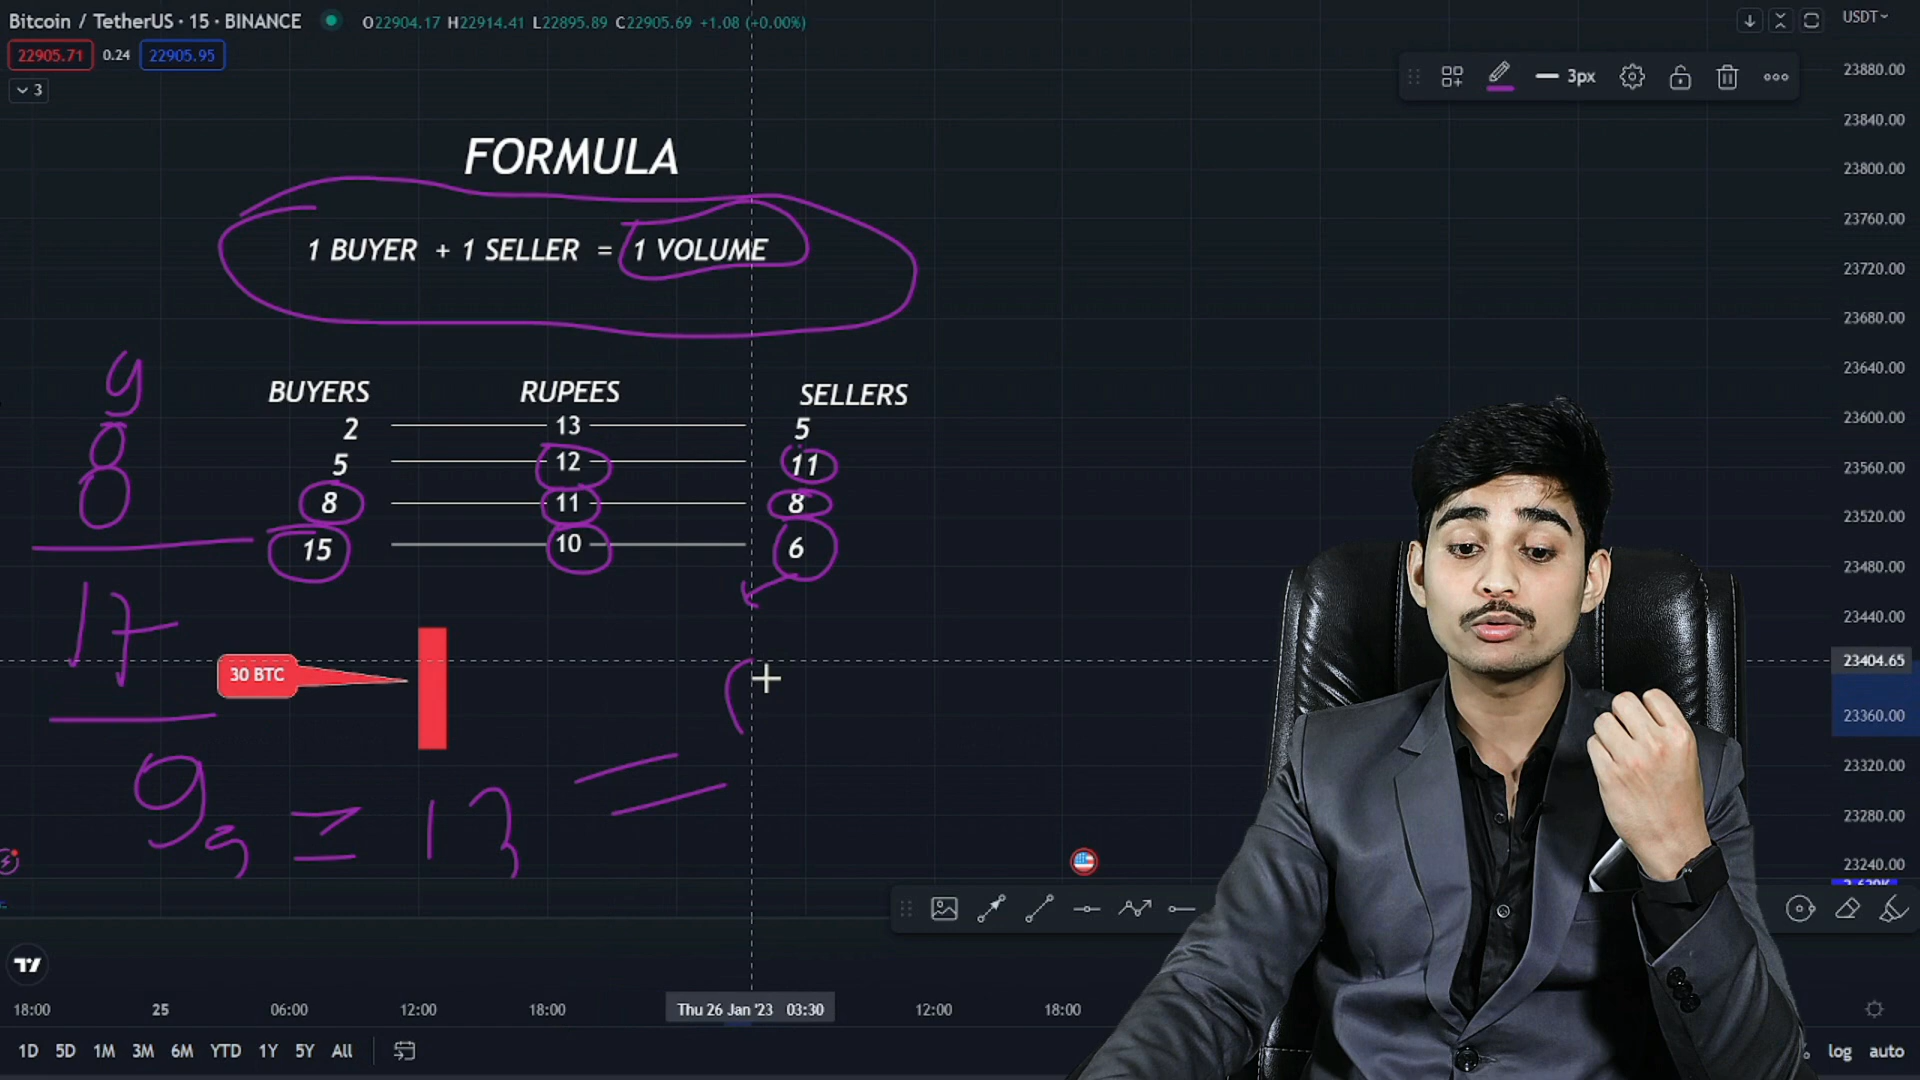 Bitcoin / TetherUS · 15 · BINANCE O22904.17 H22914.41 L22895.89 C22905.69 +1.08 (+0.00%) USDT
22905.71 0.24 22905.95
3
3px
23880.00
23840.00
23800.00
23760.00
23720.00
23680.00
23640.00
23600.00
23560.00
23520.00
23480.00
23440.00
23404.65
23360.00
23320.00
23280.00
23240.00
FORMULA
1 BUYER + 1 SELLER = 1 VOLUME
BUYERS RUPEES SELLERS
2 13 5
5 12 11
8 11 8
15 10 6
9
8
17
30 BTC
9
= 13 =
18:00 25 06:00 12:00 18:00 Thu 26 Jan '23 03:30 12:00 18:00
1D 5D 1M 3M 6M YTD 1Y 5Y All
log auto